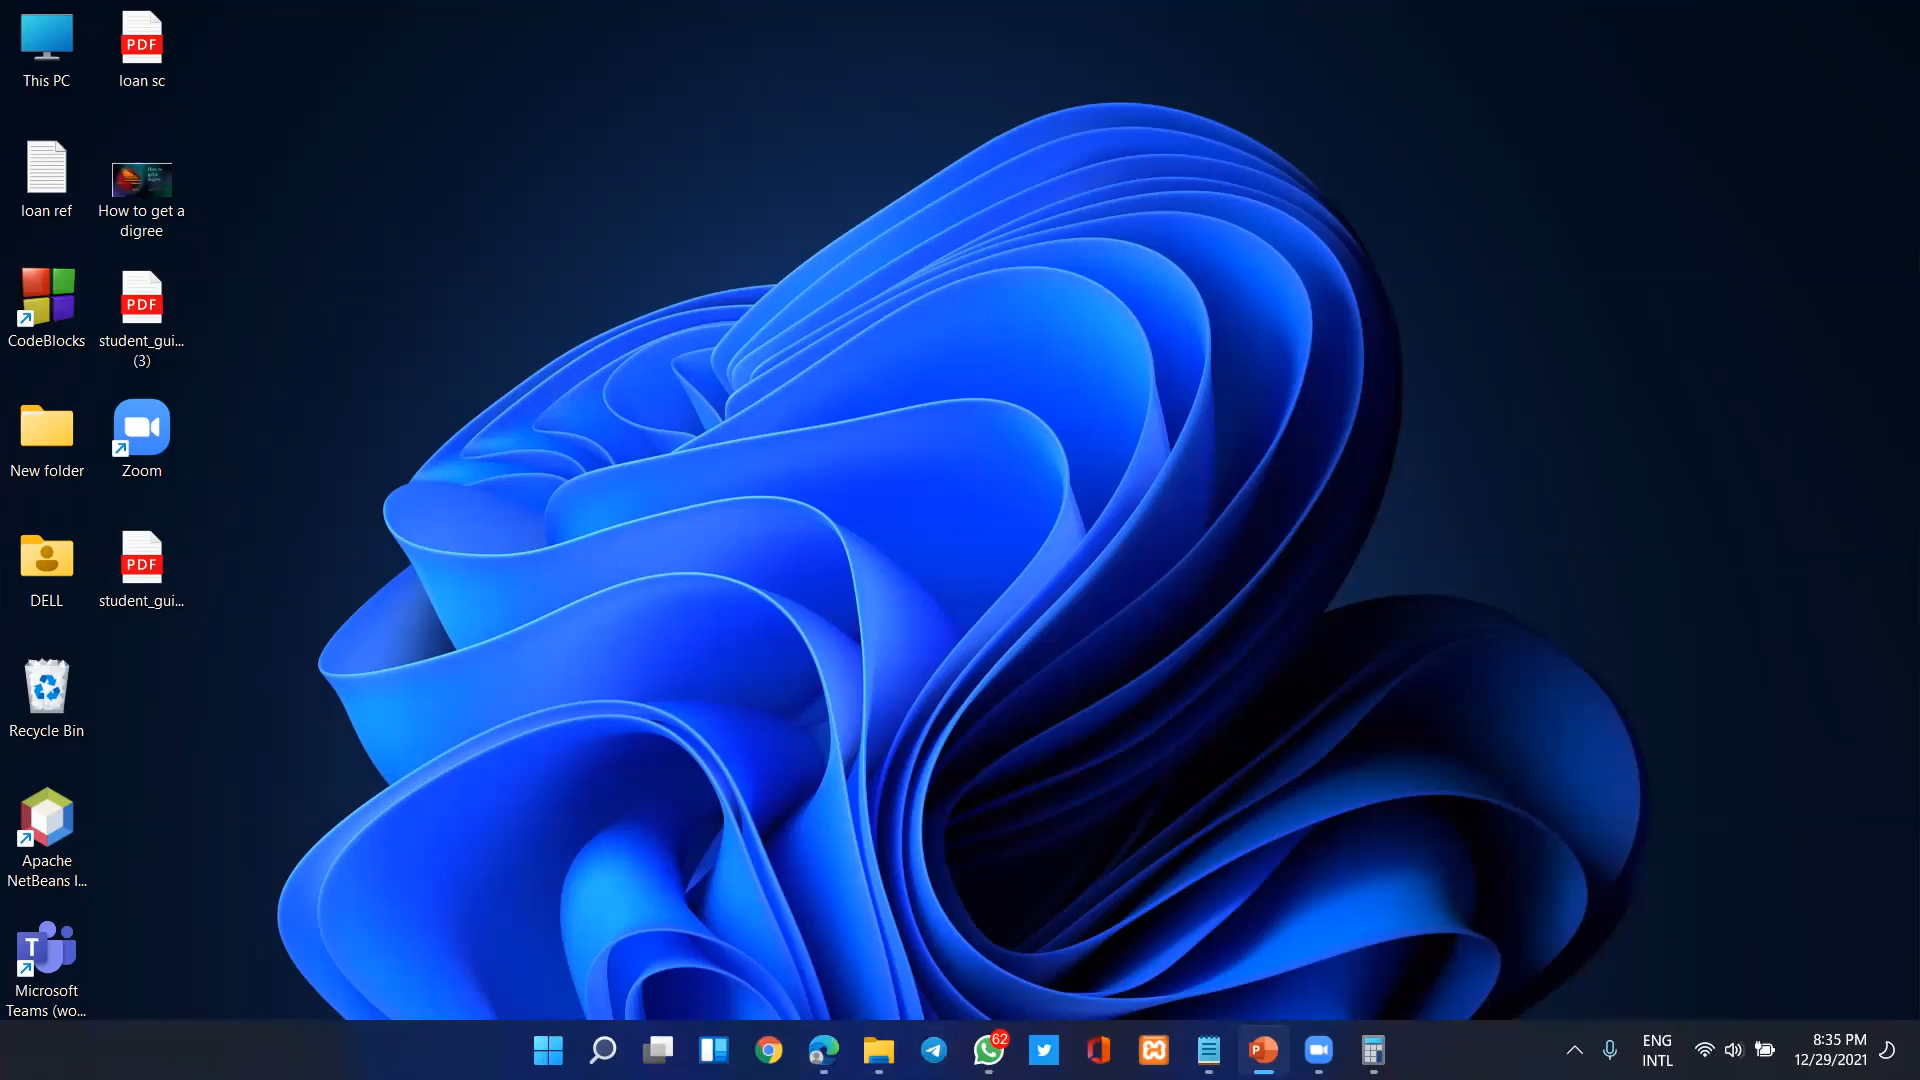 This PC
loan sc
loan ref
How to get a
digree
CodeBlocks
student_gui...
(3)
New folder
Zoom
DELL
student_gui...
Recycle Bin
Apache
NetBeans I...
Microsoft
Teams (wo...
PDF
PDF
PDF
T
62
P
ENG
INTL
8:35 PM
12/29/2021